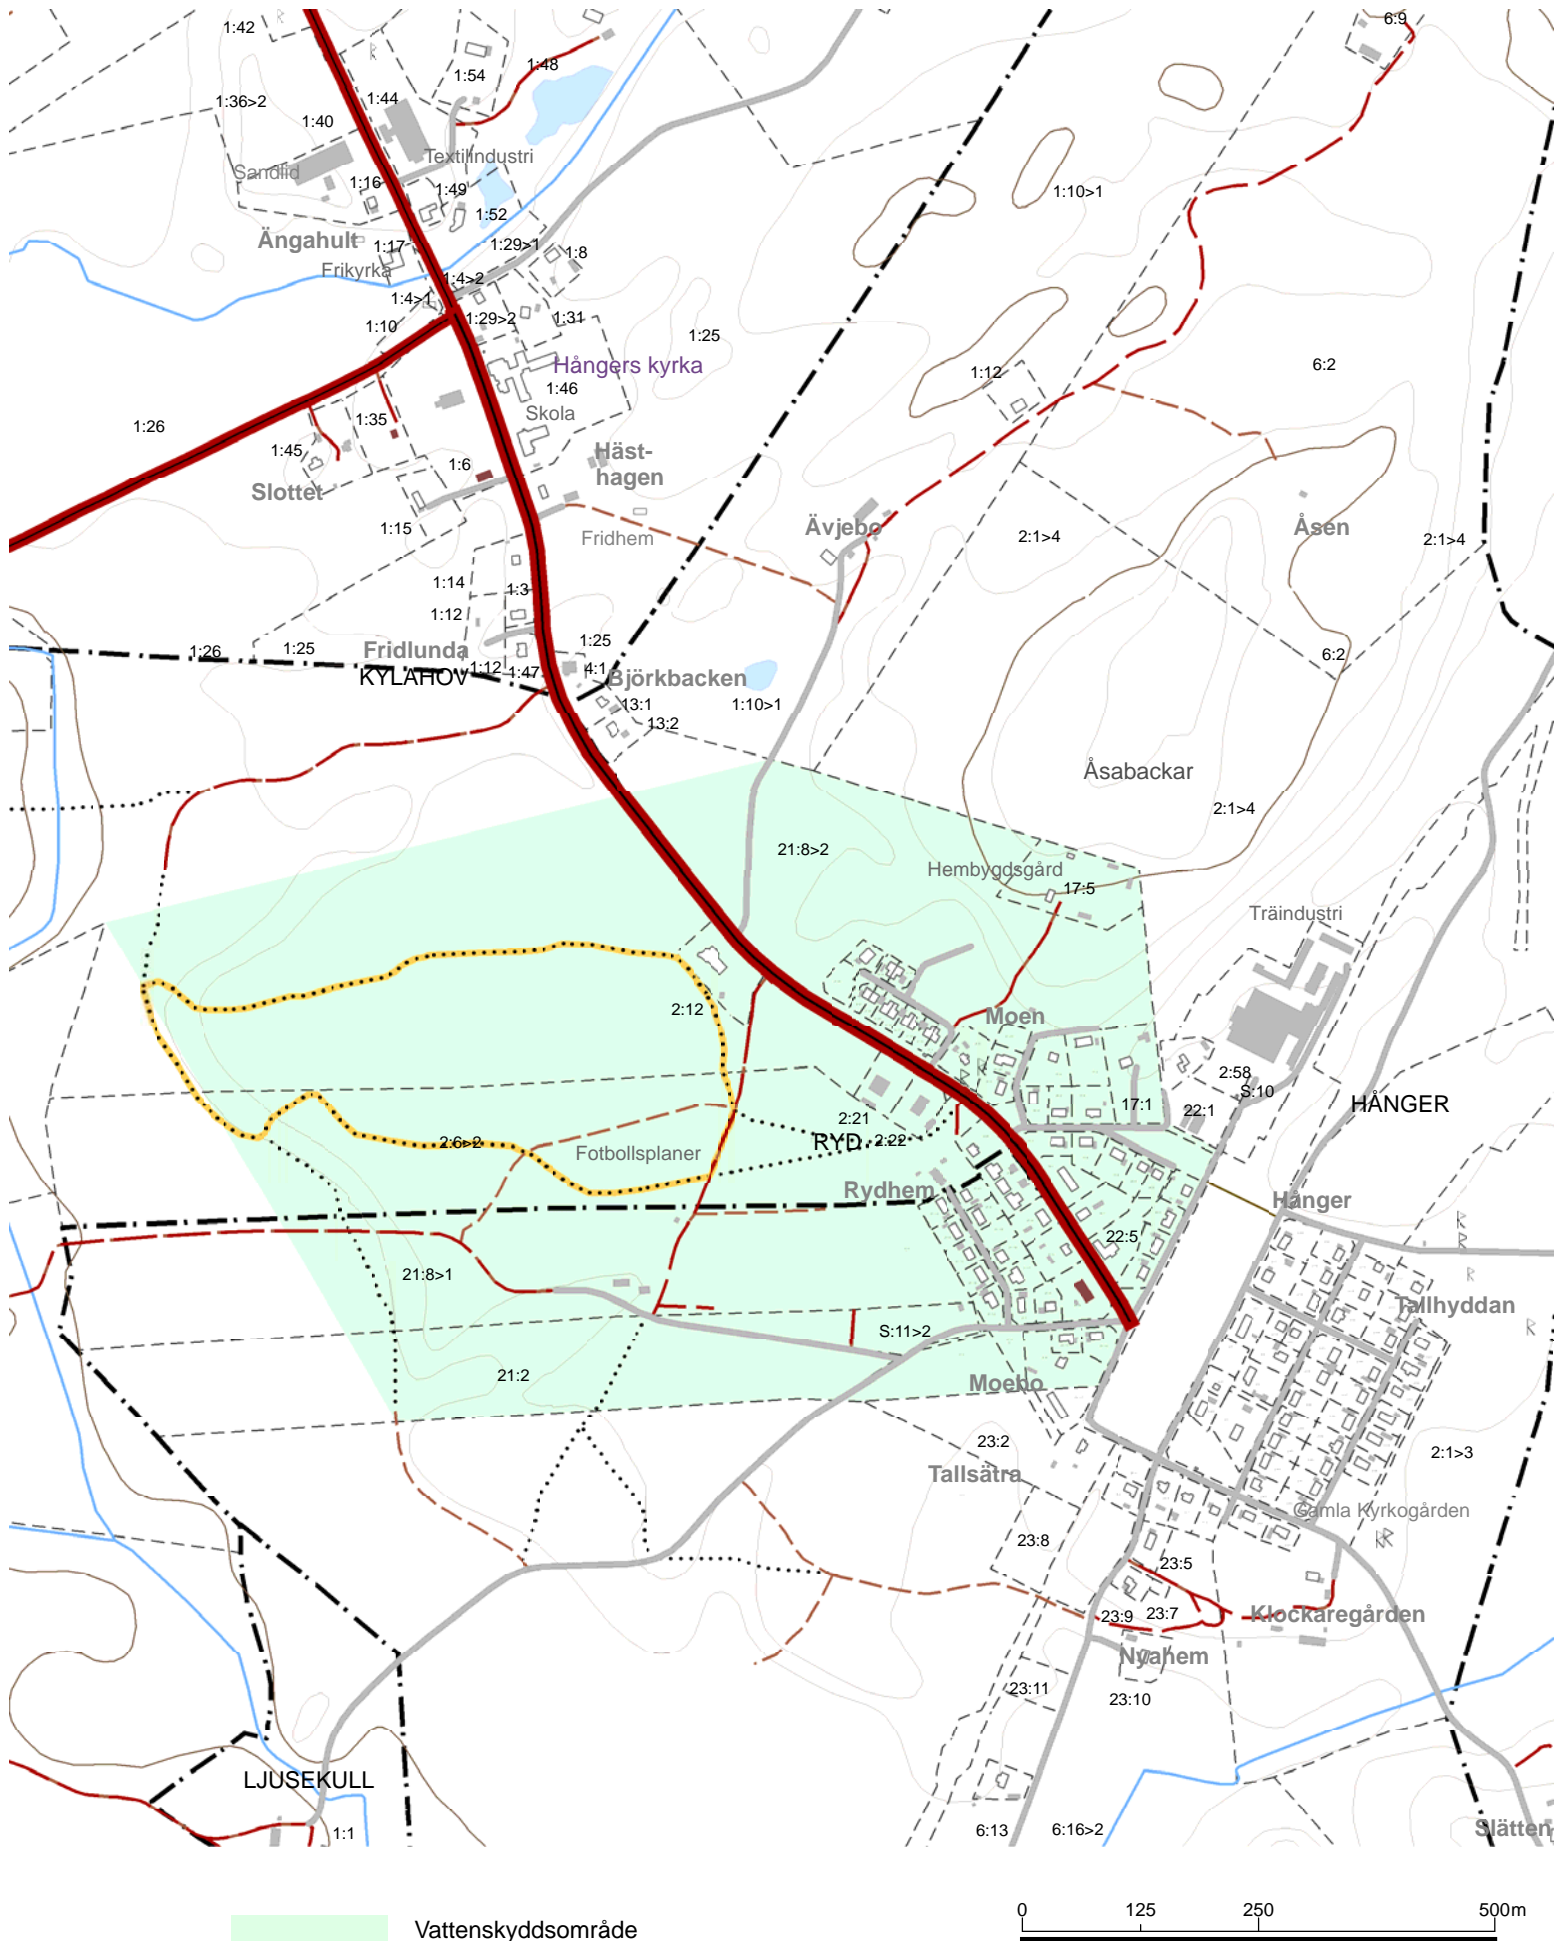 6:9
1:42
1:54
1:48
1:36>2
1:44
1:40
Textilindustri
Sandlid
1:16
1:49
1:10>1
1:52
Ängahult
1:17
1:29>1
1:8
Frikyrka
1:4>2
1:4>1
1:10
1:29>2
1:31
1:25
Hångers kyrka
6:2
1:12
1:46
1:35
Skola
1:26
1:45
Häst-
hagen
1:6
Slottet
1:15
Ävjebo
Åsen
Fridhem
2:1>4
2:1>4
1:14
1:3
1:12
1:26
1:25
Fridlunda
1:25
6:2
KYLAHOV
1:12
1:47
4:1
Björkbacken
13:1
1:10>1
13:2
Åsabackar
2:1>4
21:8>2
Hembygdsgård
17:5
Träindustri
2:12
Moen
2:58
S:10
17:1
22:1
HÅNGER
2:21
2:6>2
RYD
2:22
Fotbollsplaner
Rydhem
Hånger
22:5
21:8>1
Tallhyddan
S:11>2
21:2
Moebo
23:2
2:1>3
Tallsätra
Gamla Kyrkogården
23:8
23:5
23:9
23:7
Klockaregården
Nyahem
23:11
23:10
LJUSEKULL
1:1
6:13
6:16>2
Slätten
0
125
250
500m
Vattenskyddsområde